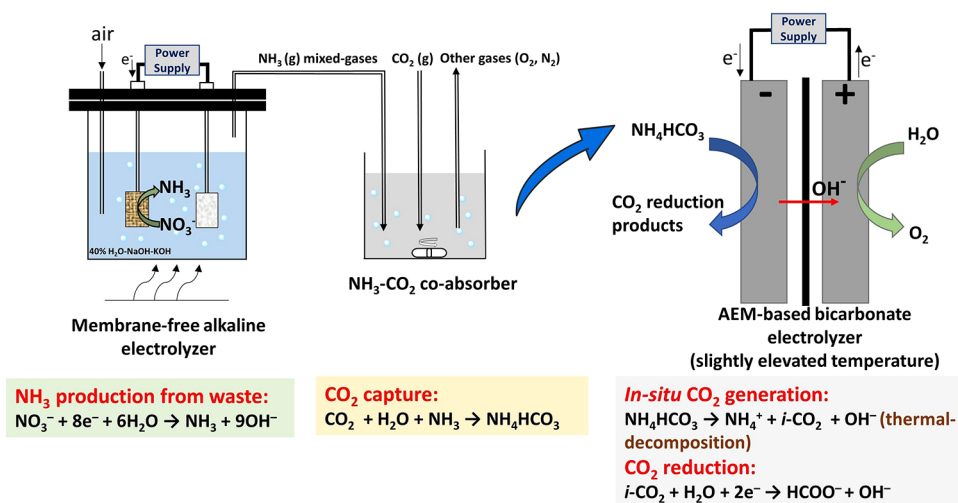 air
e⁻
Power
Supply
NH₃ (g) mixed-gases
CO₂ (g)
Other gases (O₂, N₂)
NH₃
NO₃⁻
40% H₂O-NaOH-KOH
Membrane-free alkaline
electrolyzer
NH₃-CO₂ co-absorber
Power
Supply
e⁻
e⁻
-
+
NH₄HCO₃
H₂O
OH⁻
CO₂ reduction
products
O₂
AEM-based bicarbonate
electrolyzer
(slightly elevated temperature)
NH₃ production from waste:
NO₃⁻ + 8e⁻ + 6H₂O → NH₃ + 9OH⁻
CO₂ capture:
CO₂ + H₂O + NH₃ → NH₄HCO₃
In-situ CO₂ generation:
NH₄HCO₃ → NH₄⁺ + i-CO₂ + OH⁻ (thermal-
decomposition)
CO₂ reduction:
i-CO₂ + H₂O + 2e⁻ → HCOO⁻ + OH⁻